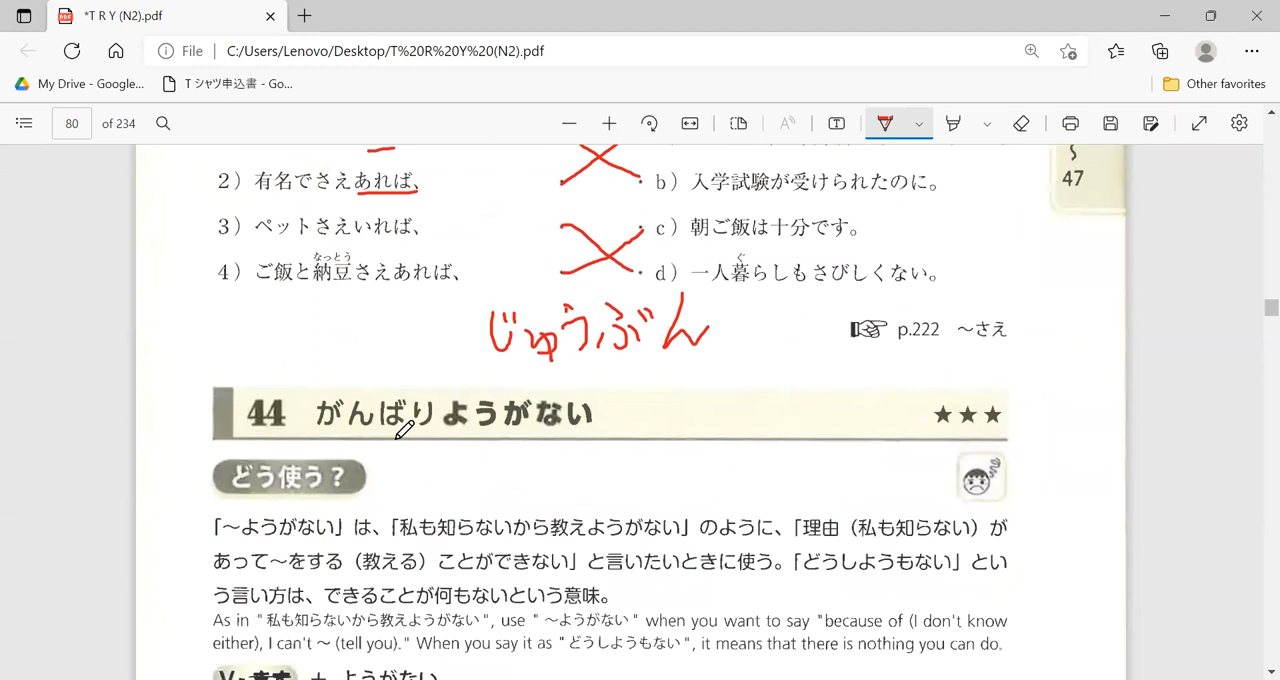 *T R Y (N2).pdf
File | C:/Users/Lenovo/Desktop/T%20R%20Y%20(N2).pdf
My Drive - Google...
Tシャツ申込書 - Go...
Other favorites
80 of 234
2）有名でさえあれば、
b）入学試験が受けられたのに。
47
3）ペットさえいれば、
c）朝ご飯は十分です。
なっとう
4）ご飯と納豆さえあれば、
ぐ
d）一人暮らしもさびしくない。
じゅうぶん
p.222 〜さえ
44 がんばりようがない
★★★
どう使う？
「〜ようがない」は、「私も知らないから教えようがない」のように、「理由（私も知らない）が
あって〜をする（教える）ことができない」と言いたいときに使う。「どうしようもない」とい
う言い方は、できることが何もないという意味。
As in "私も知らないから教えようがない", use "〜ようがない" when you want to say "because of (I don't know
either), I can't 〜 (tell you)." When you say it as "どうしようもない", it means that there is nothing you can do.
＋ ようがない